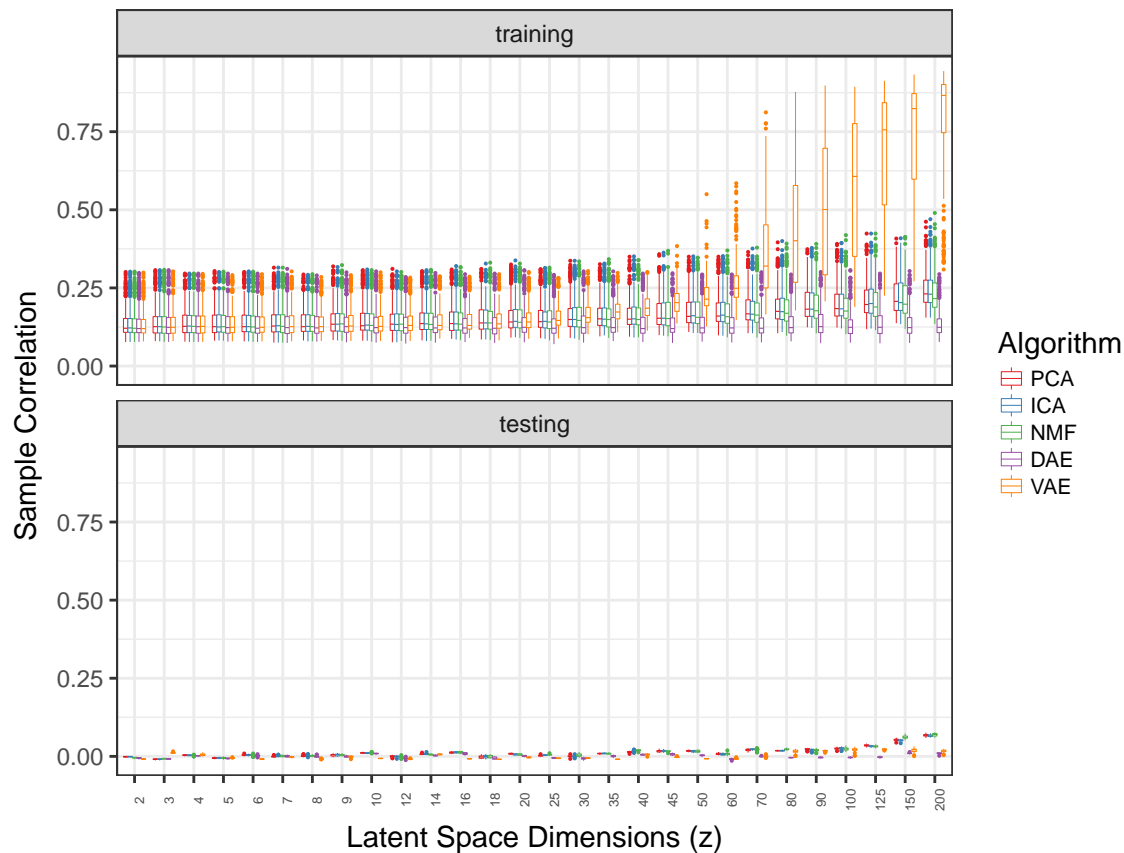 training
0.75
0.50
0.25
0.00
testing
0.75
0.50
0.25
0.00
Sample Correlation
2 3 4 5 6 7 8 9 10 12 14 16 18 20 25 30 35 40 45 50 60 70 80 90 100 125 150 200
Latent Space Dimensions (z)
Algorithm
PCA
ICA
NMF
DAE
VAE